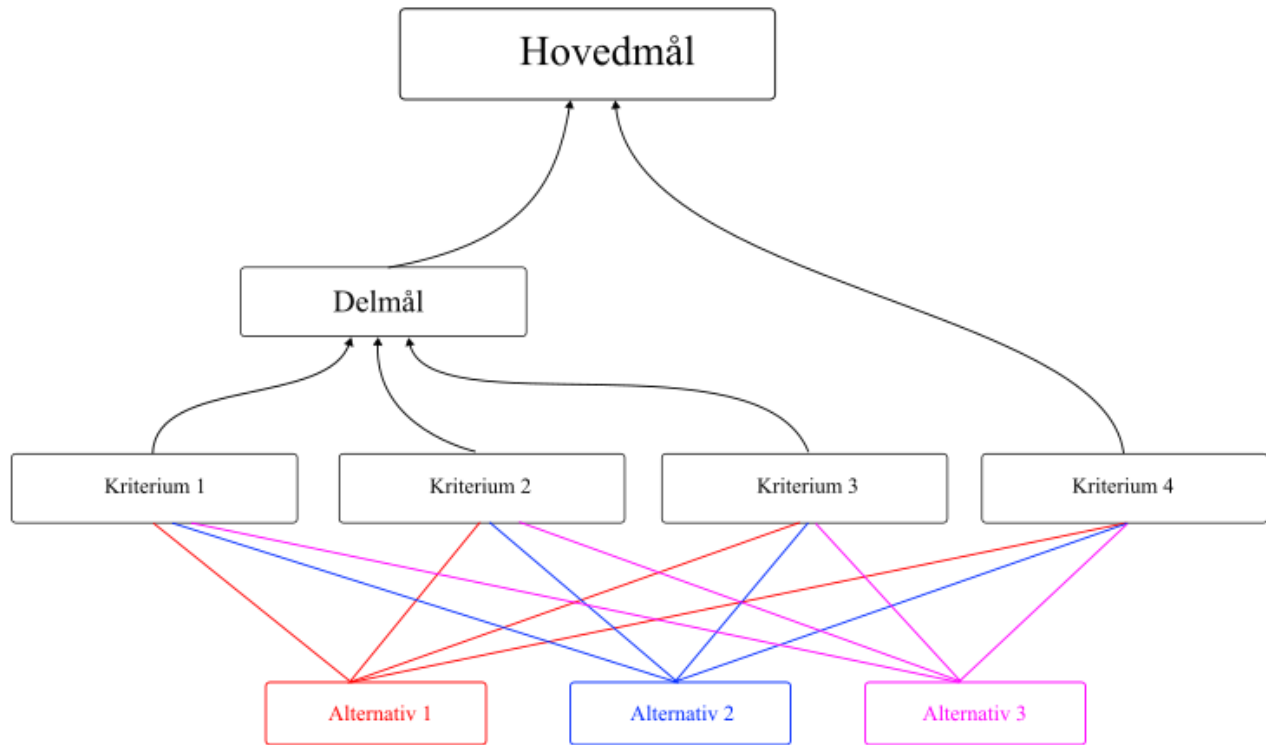 Hovedmål
Delmål
Kriterium 1
Kriterium 2
Kriterium 3
Kriterium 4
Alternativ 1
Alternativ 2
Alternativ 3